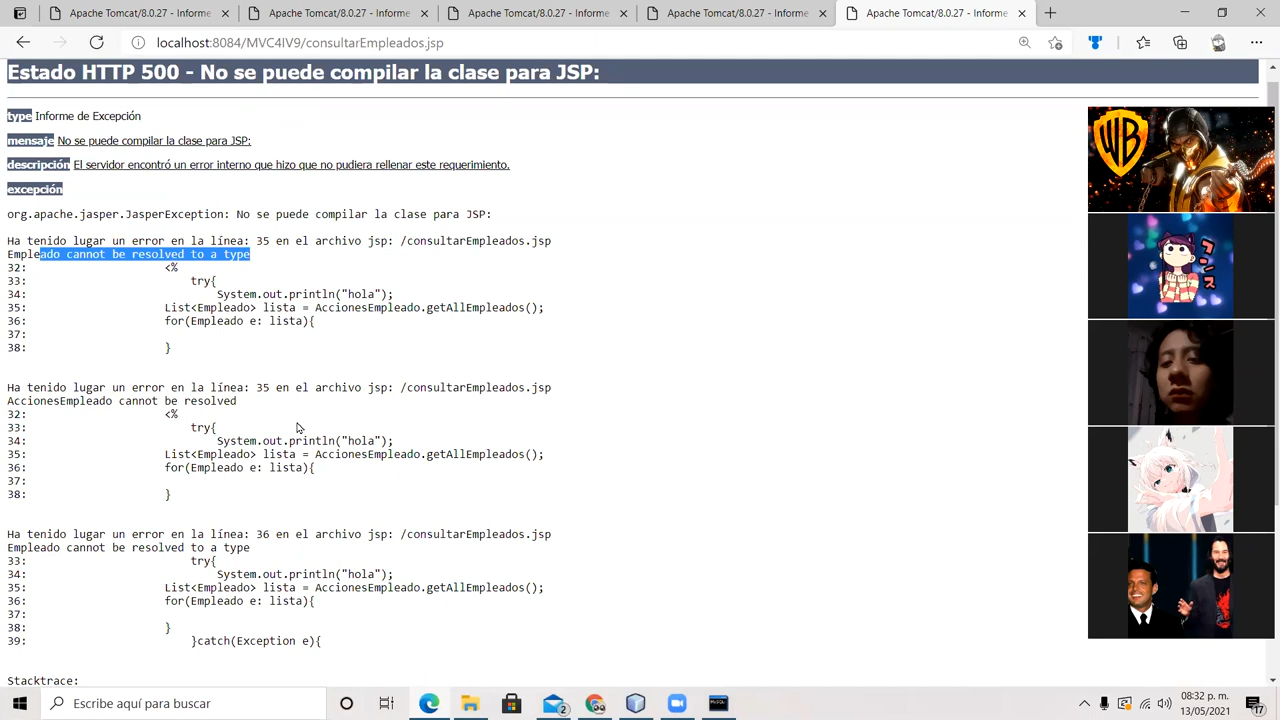 Apache Tomcat/8.0.27 - Informe
Apache Tomcat/8.0.27 - Informe
Apache Tomcat/8.0.27 - Informe
Apache Tomcat/8.0.27 - Informe
Apache Tomcat/8.0.27 - Informe
localhost:8084/MVC4IV9/consultarEmpleados.jsp
Estado HTTP 500 - No se puede compilar la clase para JSP:
type Informe de Excepción
mensaje No se puede compilar la clase para JSP:
descripción El servidor encontró un error interno que hizo que no pudiera rellenar este requerimiento.
excepción
org.apache.jasper.JasperException: No se puede compilar la clase para JSP:
Ha tenido lugar un error en la línea: 35 en el archivo jsp: /consultarEmpleados.jsp
Empleado cannot be resolved to a type
32: <%
33: try{
34: System.out.println("hola");
35: List<Empleado> lista = AccionesEmpleado.getAllEmpleados();
36: for(Empleado e: lista){
37:
38: }
Ha tenido lugar un error en la línea: 35 en el archivo jsp: /consultarEmpleados.jsp
AccionesEmpleado cannot be resolved
32: <%
33: try{
34: System.out.println("hola");
35: List<Empleado> lista = AccionesEmpleado.getAllEmpleados();
36: for(Empleado e: lista){
37:
38: }
Ha tenido lugar un error en la línea: 36 en el archivo jsp: /consultarEmpleados.jsp
Empleado cannot be resolved to a type
33: try{
34: System.out.println("hola");
35: List<Empleado> lista = AccionesEmpleado.getAllEmpleados();
36: for(Empleado e: lista){
37:
38: }
39: }catch(Exception e){
Stacktrace:
WB
フンス
Escribe aquí para buscar
2
08:32 p. m.
13/05/2021
17